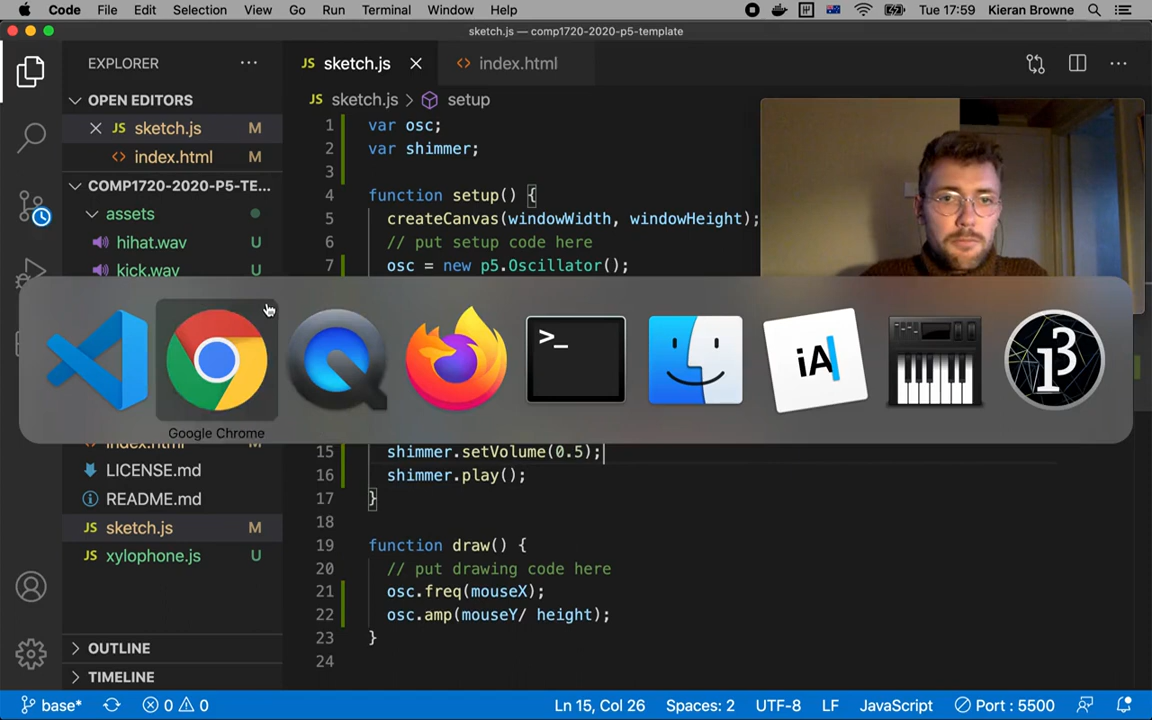 Code File Edit Selection View Go Run Terminal Window Help Tue 17:59 Kieran Browne
sketch.js — comp1720-2020-p5-template
EXPLORER
OPEN EDITORS
JS sketch.js M
<> index.html M
COMP1720-2020-P5-TE...
assets
hihat.wav U
kick.wav U
index.html M
LICENSE.md
README.md
JS sketch.js M
JS xylophone.js U
OUTLINE
TIMELINE
JS sketch.js
<> index.html
JS sketch.js > setup
1 var osc;
2 var shimmer;
3
4 function setup() {
5 createCanvas(windowWidth, windowHeight);
6 // put setup code here
7 osc = new p5.Oscillator();
>_
iA
p3
Google Chrome
15 shimmer.setVolume(0.5);
16 shimmer.play();
17 }
18
19 function draw() {
20 // put drawing code here
21 osc.freq(mouseX);
22 osc.amp(mouseY/ height);
23 }
24
base* 0 0 Ln 15, Col 26 Spaces: 2 UTF-8 LF JavaScript Port : 5500